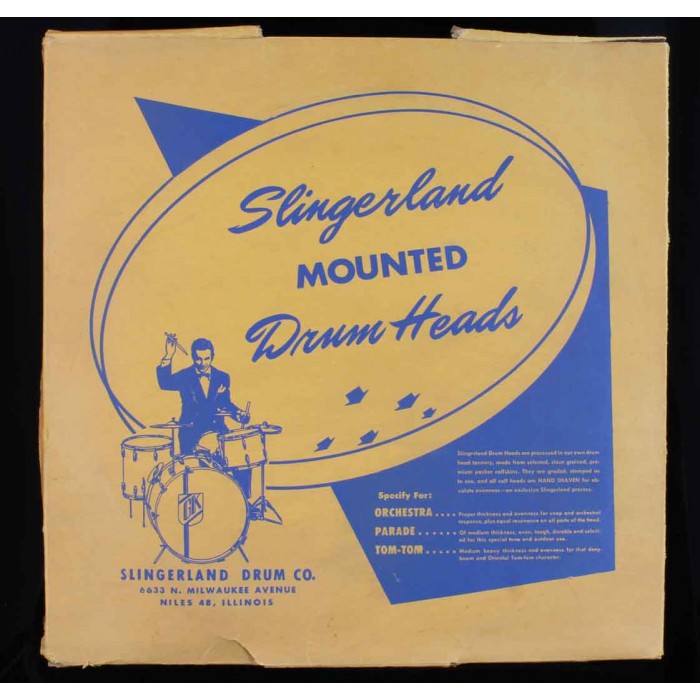 Slingerland
MOUNTED
Drum Heads
GK
Slingerland Drum Heads are processed in our own drum
head tannery, made from selected, clear grained, pre-
mium packer calfskins. They are graded, stamped as
to use, and all calf heads are HAND SHAVEN for ab-
solute evenness—an exclusive Slingerland process.
Specify For:
ORCHESTRA .... Proper thickness and evenness for snap and orchestral
response, plus equal resonance on all parts of the head.
PARADE ...... Of medium thickness, even, tough, durable and select-
ed for this special tone and outdoor use.
TOM-TOM ..... Medium heavy thickness and evenness for that deep
boom and Oriental Tom-tom character.
SLINGERLAND DRUM CO.
6633 N. MILWAUKEE AVENUE
NILES 48, ILLINOIS